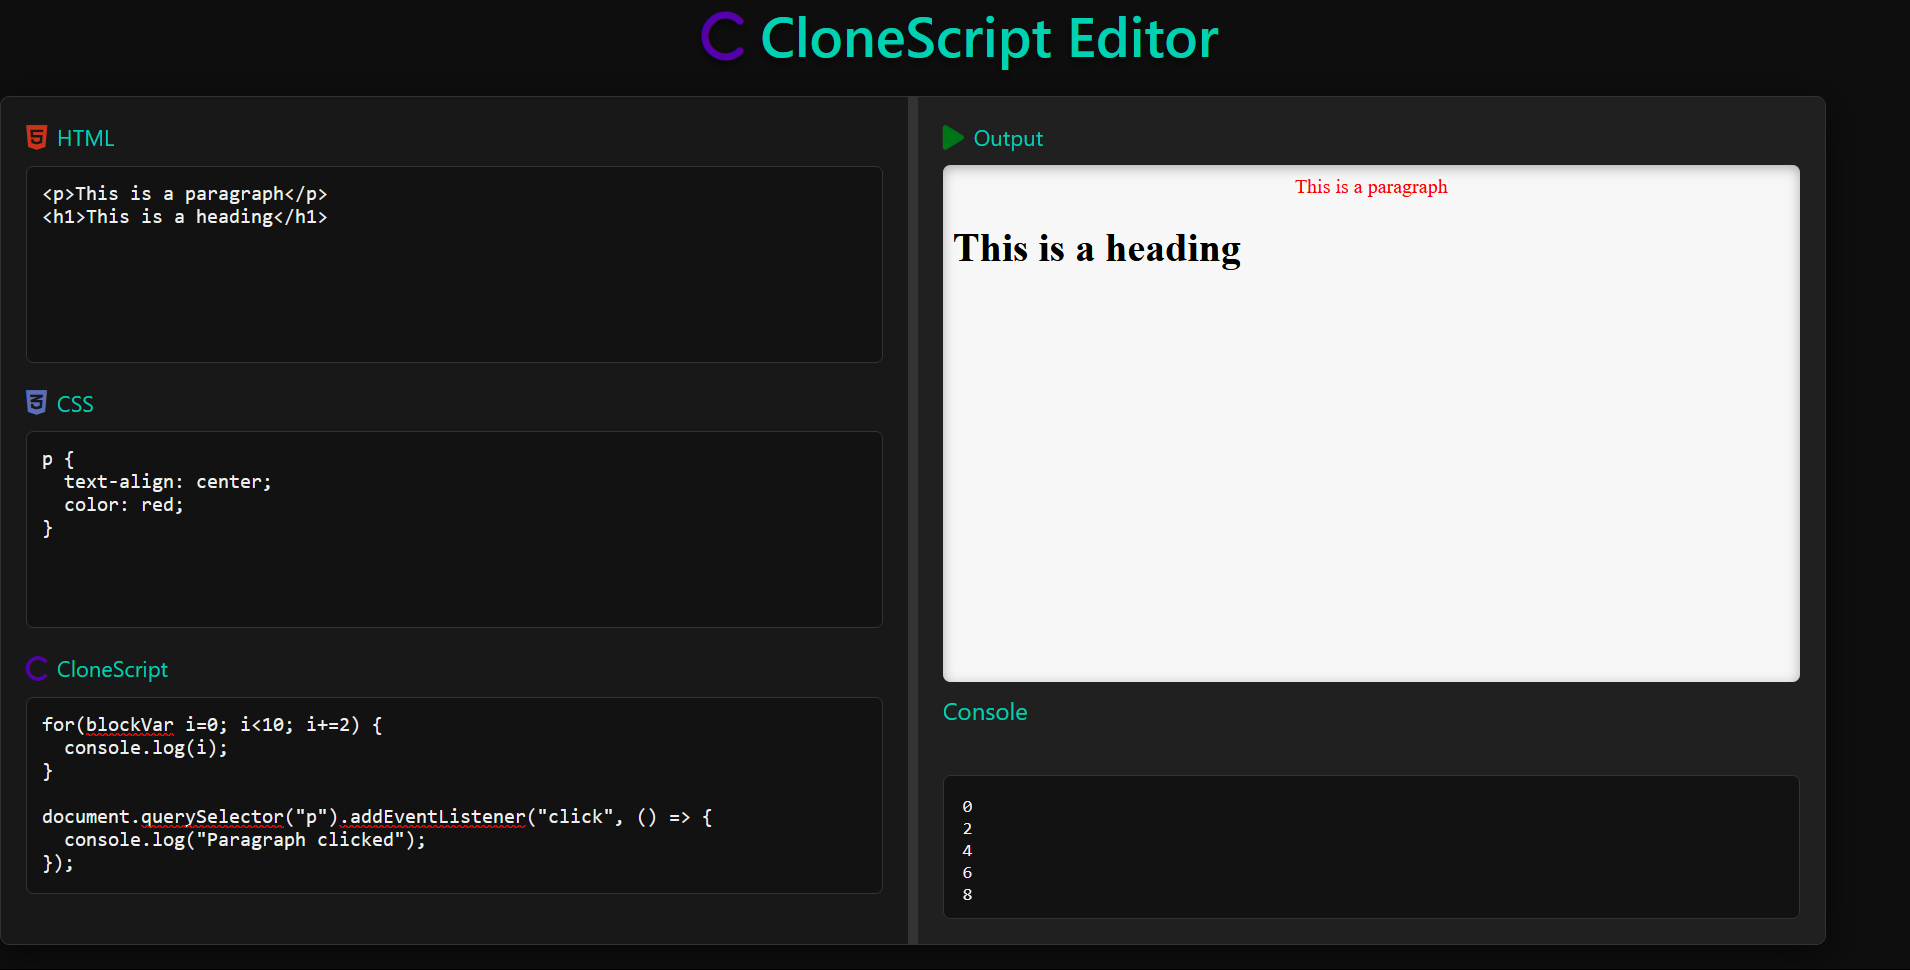 CloneScript Editor
HTML
<p>This is a paragraph</p>
<h1>This is a heading</h1>
CSS
p {
  text-align: center;
  color: red;
}
CloneScript
for(blockVar i=0; i<10; i+=2) {
  console.log(i);
}
document.querySelector("p").addEventListener("click", () => {
  console.log("Paragraph clicked");
});
Output
This is a paragraph
This is a heading
Console
0
2
4
6
8